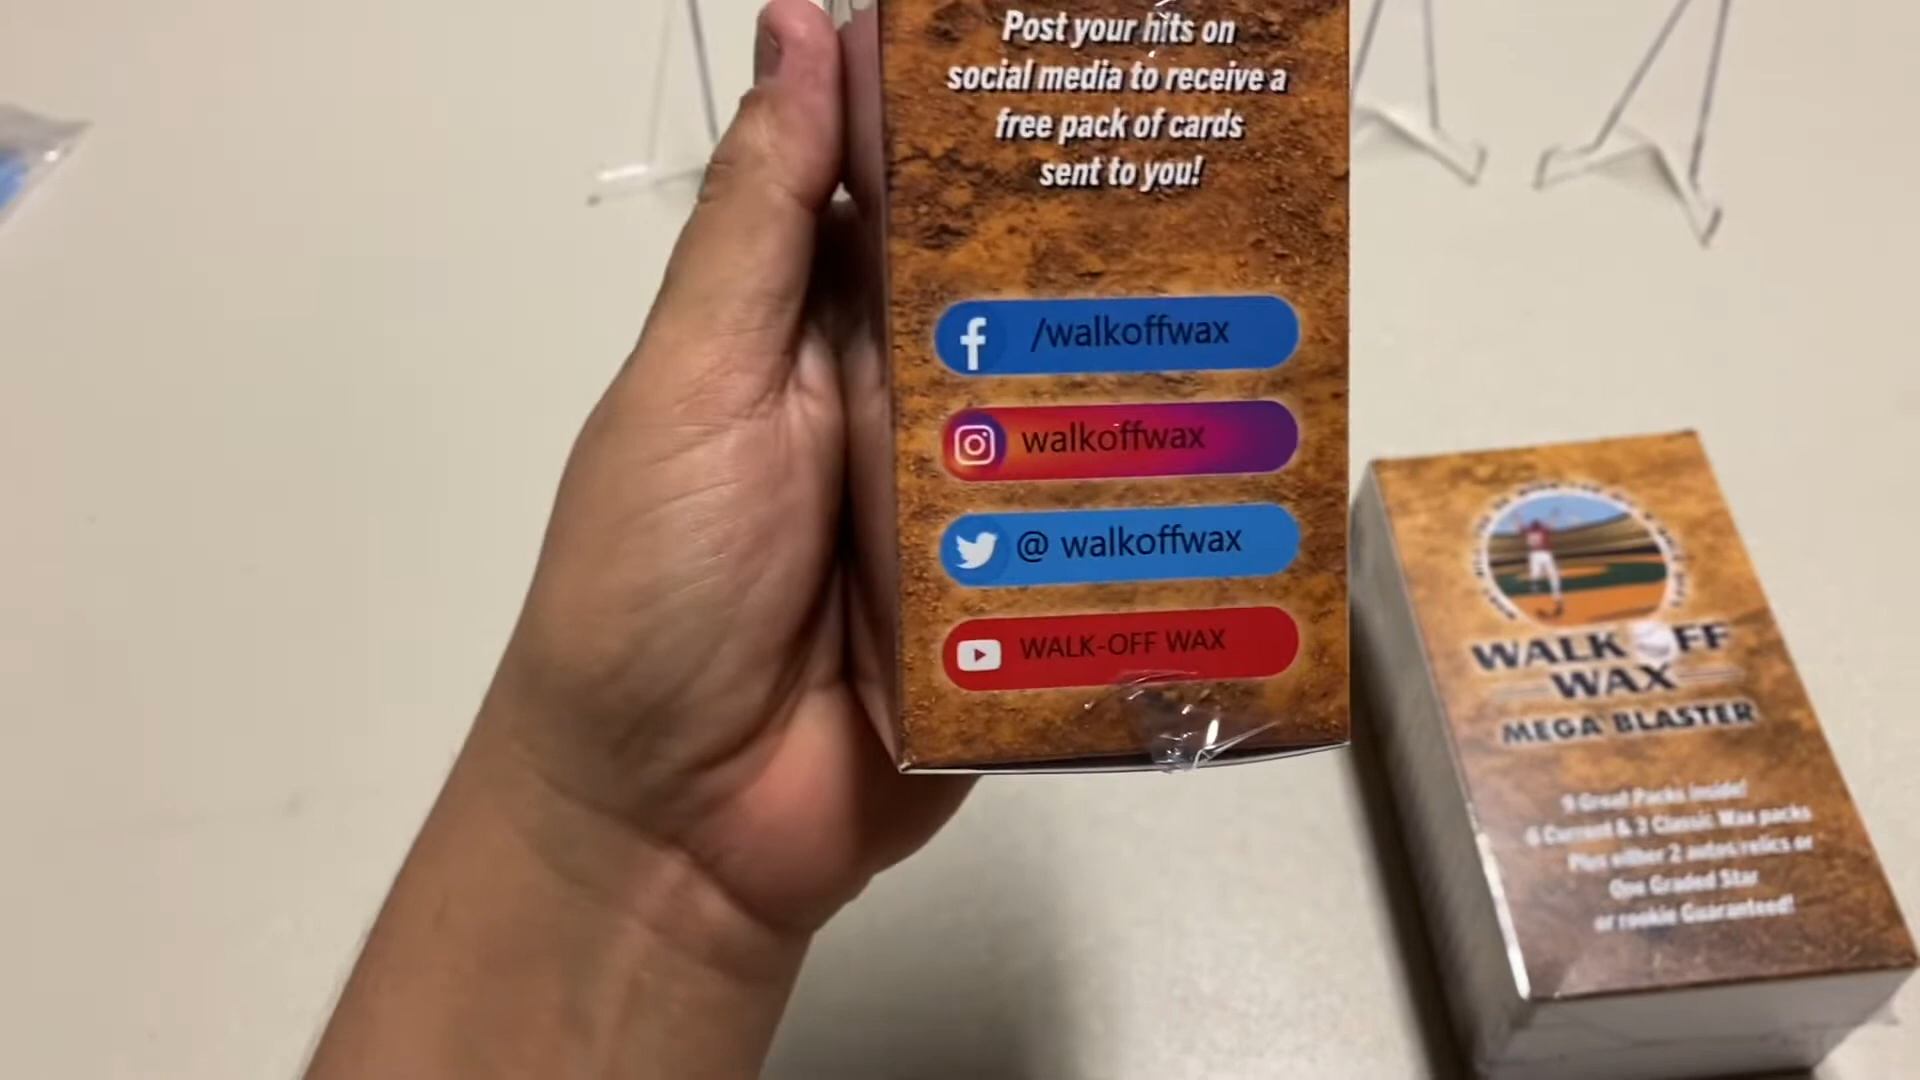 Post your hits on
social media to receive a
free pack of cards
sent to you!
/walkoffwax
walkoffwax
@ walkoffwax
WALK-OFF WAX
WALK OFF
WAX
MEGA BLASTER
9 Great Packs Inside!
6 Current & 3 Classic Wax packs
Plus either 2 autos/relics or
One Graded Star
or rookie Guaranteed!